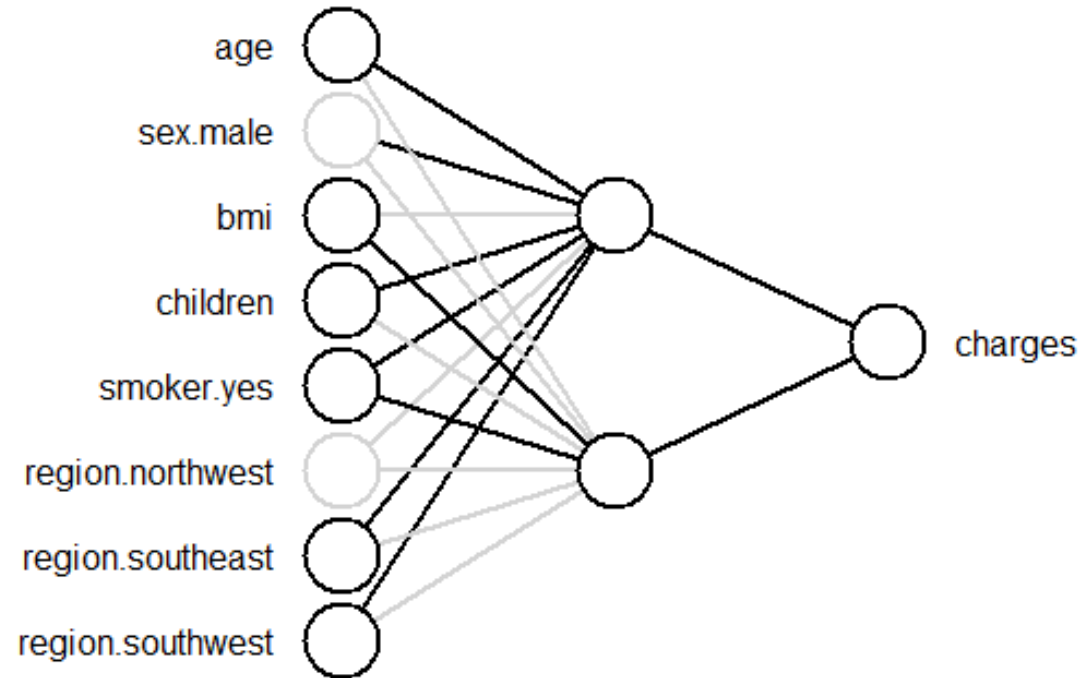 age
sex.male
bmi
children
smoker.yes
region.northwest
region.southeast
region.southwest
charges